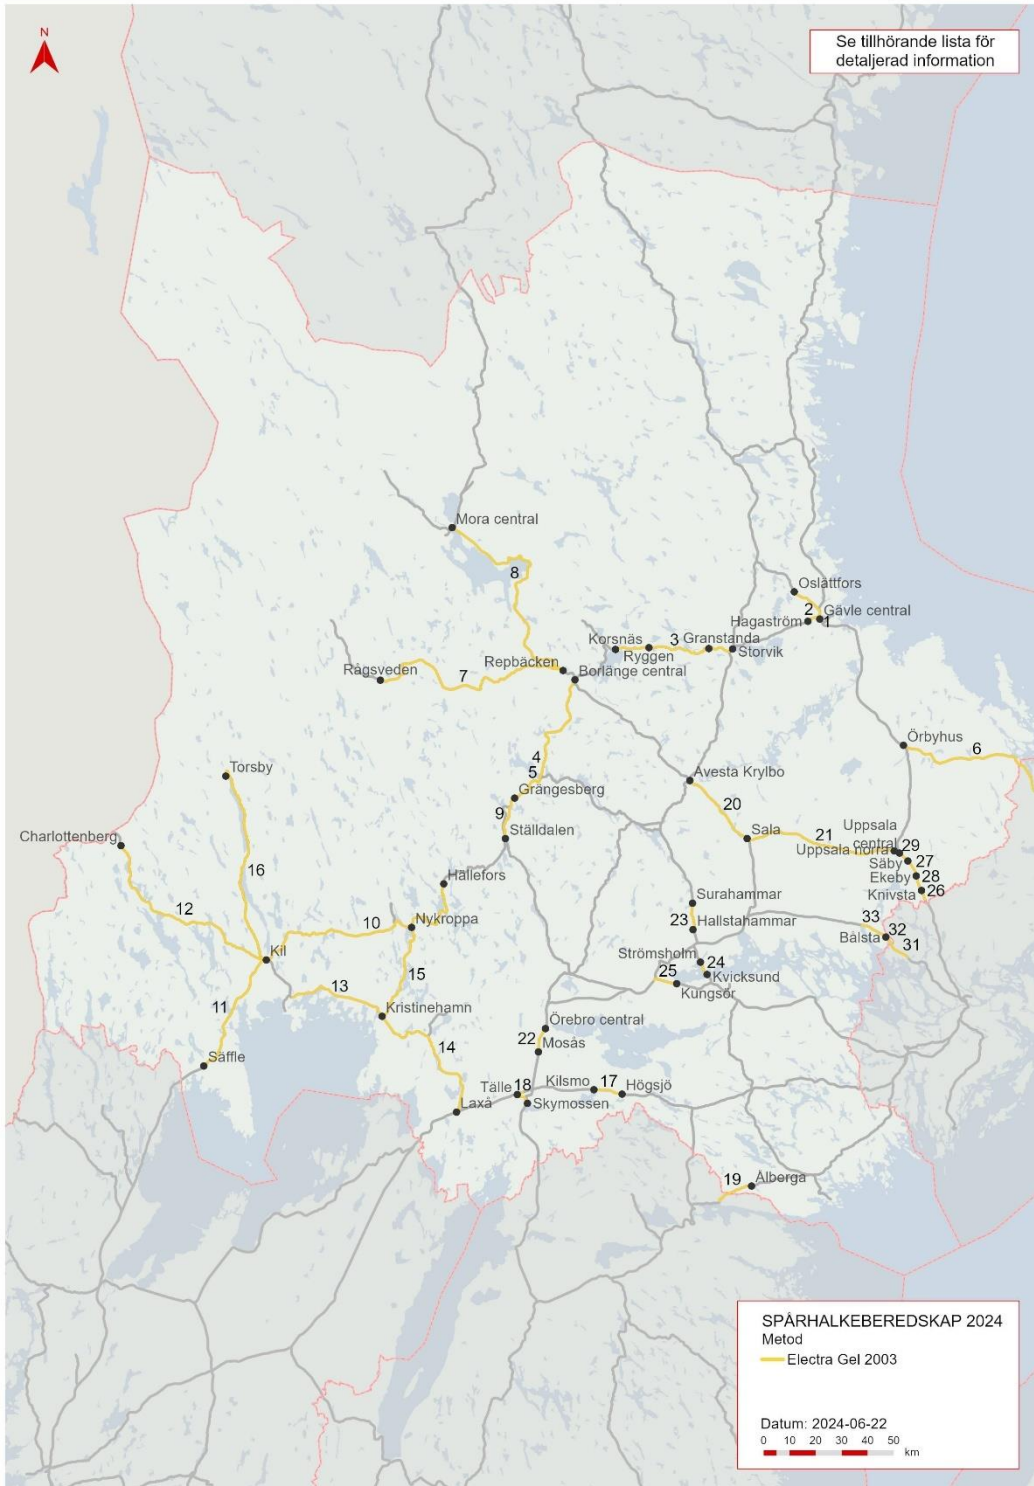 N
Se tillhörande lista för
detaljerad information
Mora central
8
Oslättfors
2
Gävle central
Hagaström
1
Korsnäs
3
Granstanda
Ryggen
Storvik
Repbäcken
Rågsveden
7
Borlänge central
Örbyhus
6
4
5
Torsby
Avesta Krylbo
Grängesberg
20
9
Charlottenberg
Ställdalen
Sala
21
Uppsala
central
29
Uppsala norra
Säby
27
16
Ekeby
28
Hällefors
Knivsta
26
Surahammar
12
10
Nykroppa
23
Hallstahammar
33
32
Bålsta
31
Kil
Strömsholm
24
15
25
Kvicksund
13
Kungsör
11
Kristinehamn
Örebro central
22
Mosås
14
Säffle
Tälle
18
Kilsmo
17
Högsjö
Laxå
Skymossen
19
Ålberga
SPÅRHALKEBEREDSKAP 2024
Metod
Electra Gel 2003
Datum: 2024-06-22
0 10 20 30 40 50
km